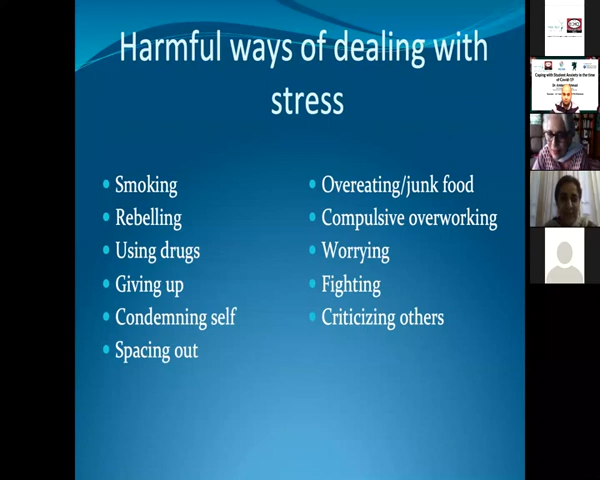 Harmful ways of dealing with
stress
• Smoking
• Rebelling
• Using drugs
• Giving up
• Condemning self
• Spacing out
• Overeating/junk food
• Compulsive overworking
• Worrying
• Fighting
• Criticizing others
Coping with Student Anxiety in the time
of Covid-19